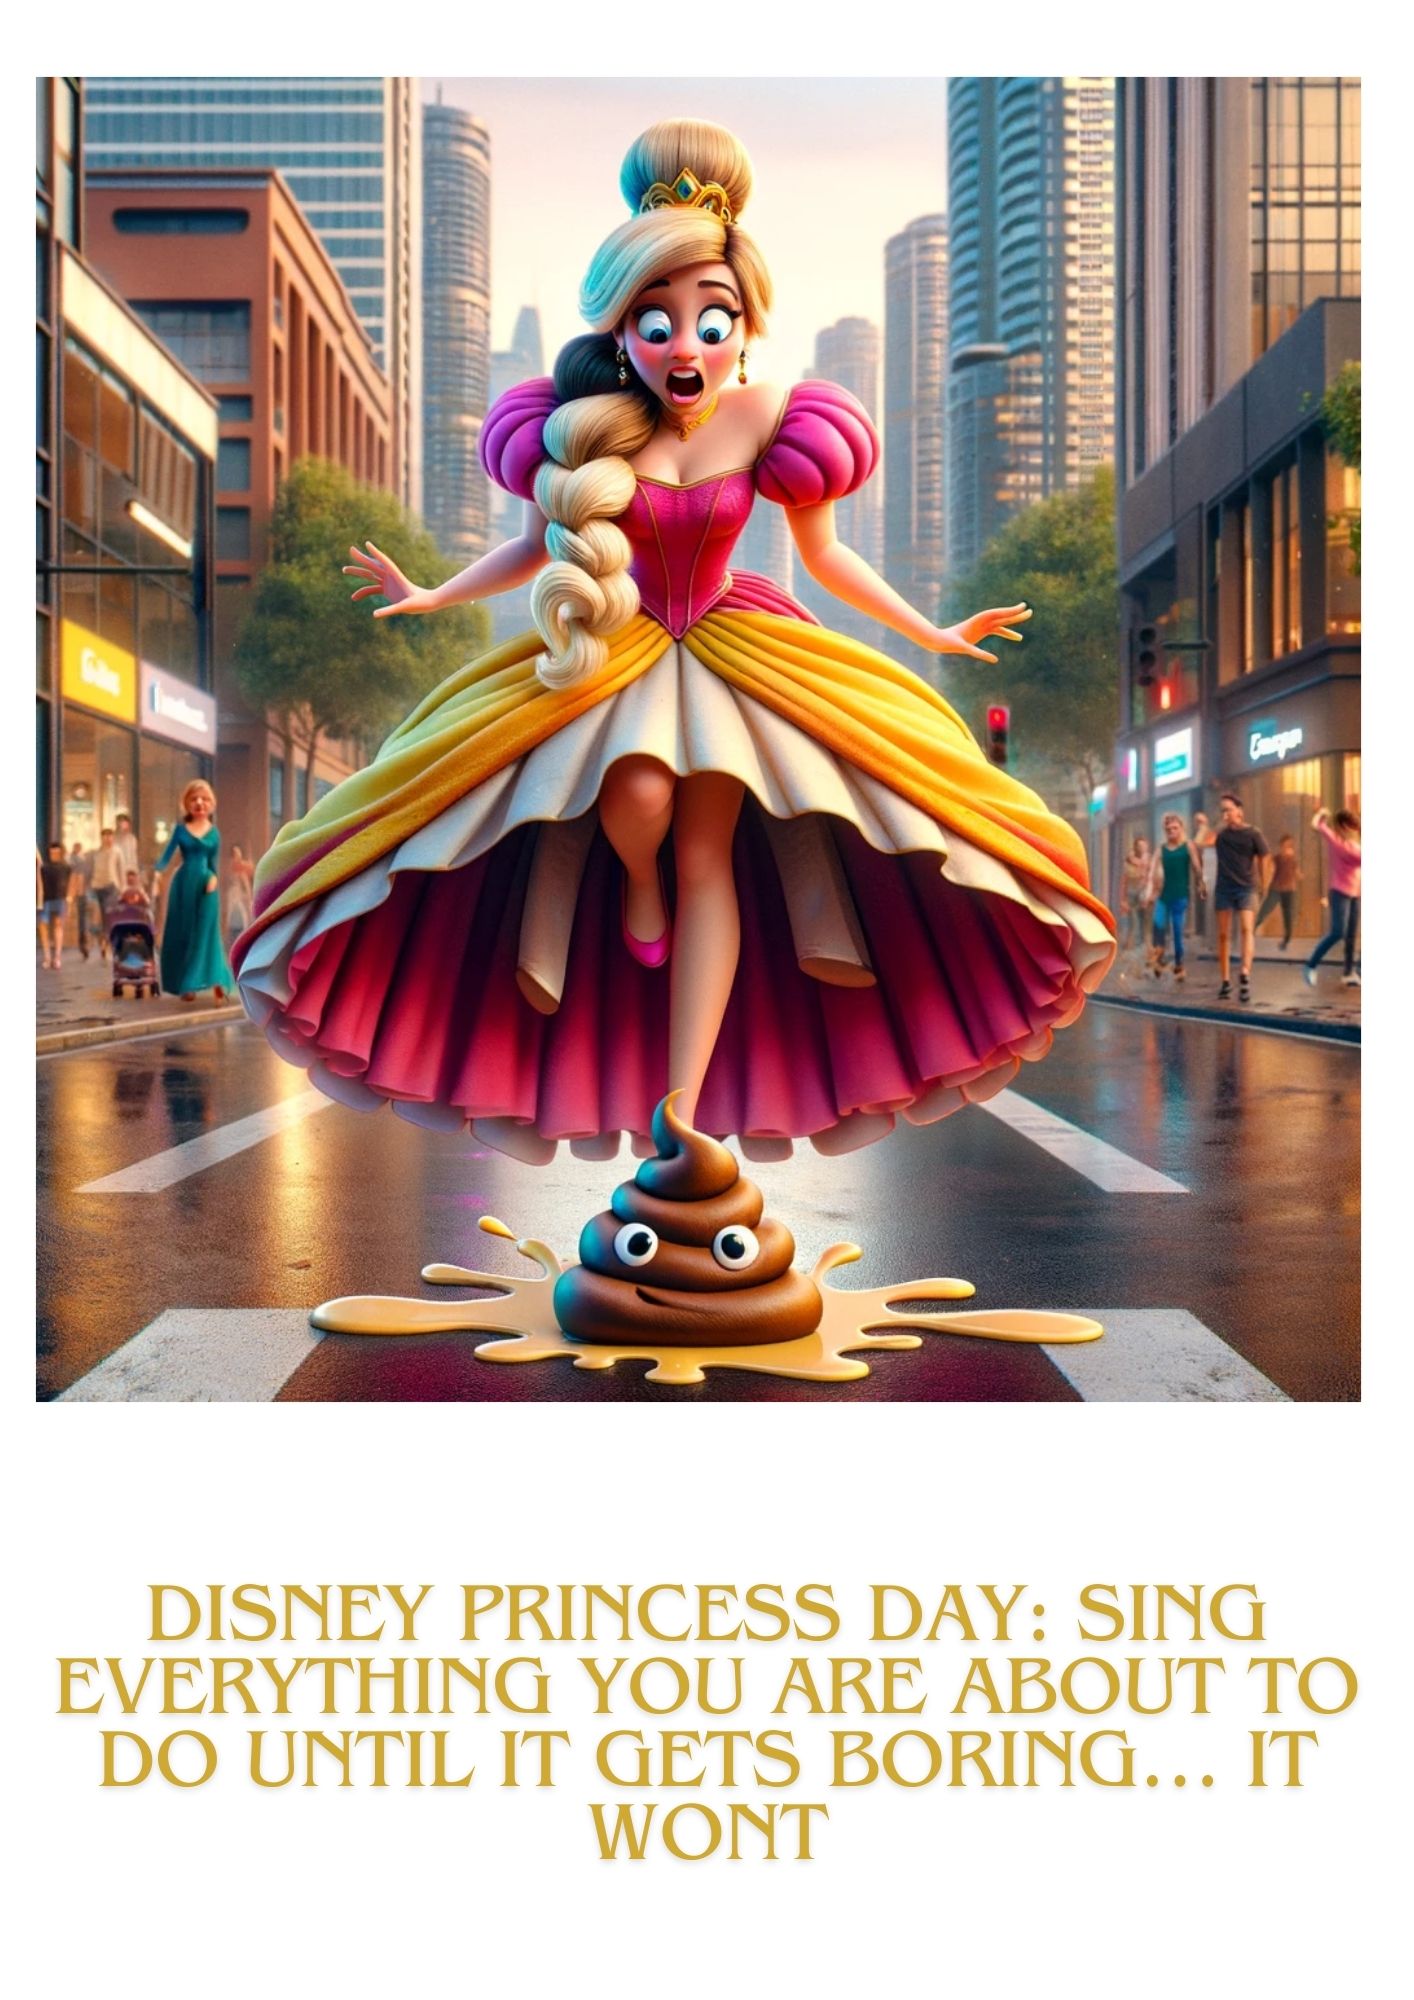 DISNEY PRINCESS DAY: SING
EVERYTHING YOU ARE ABOUT TO
DO UNTIL IT GETS BORING... IT
WONT